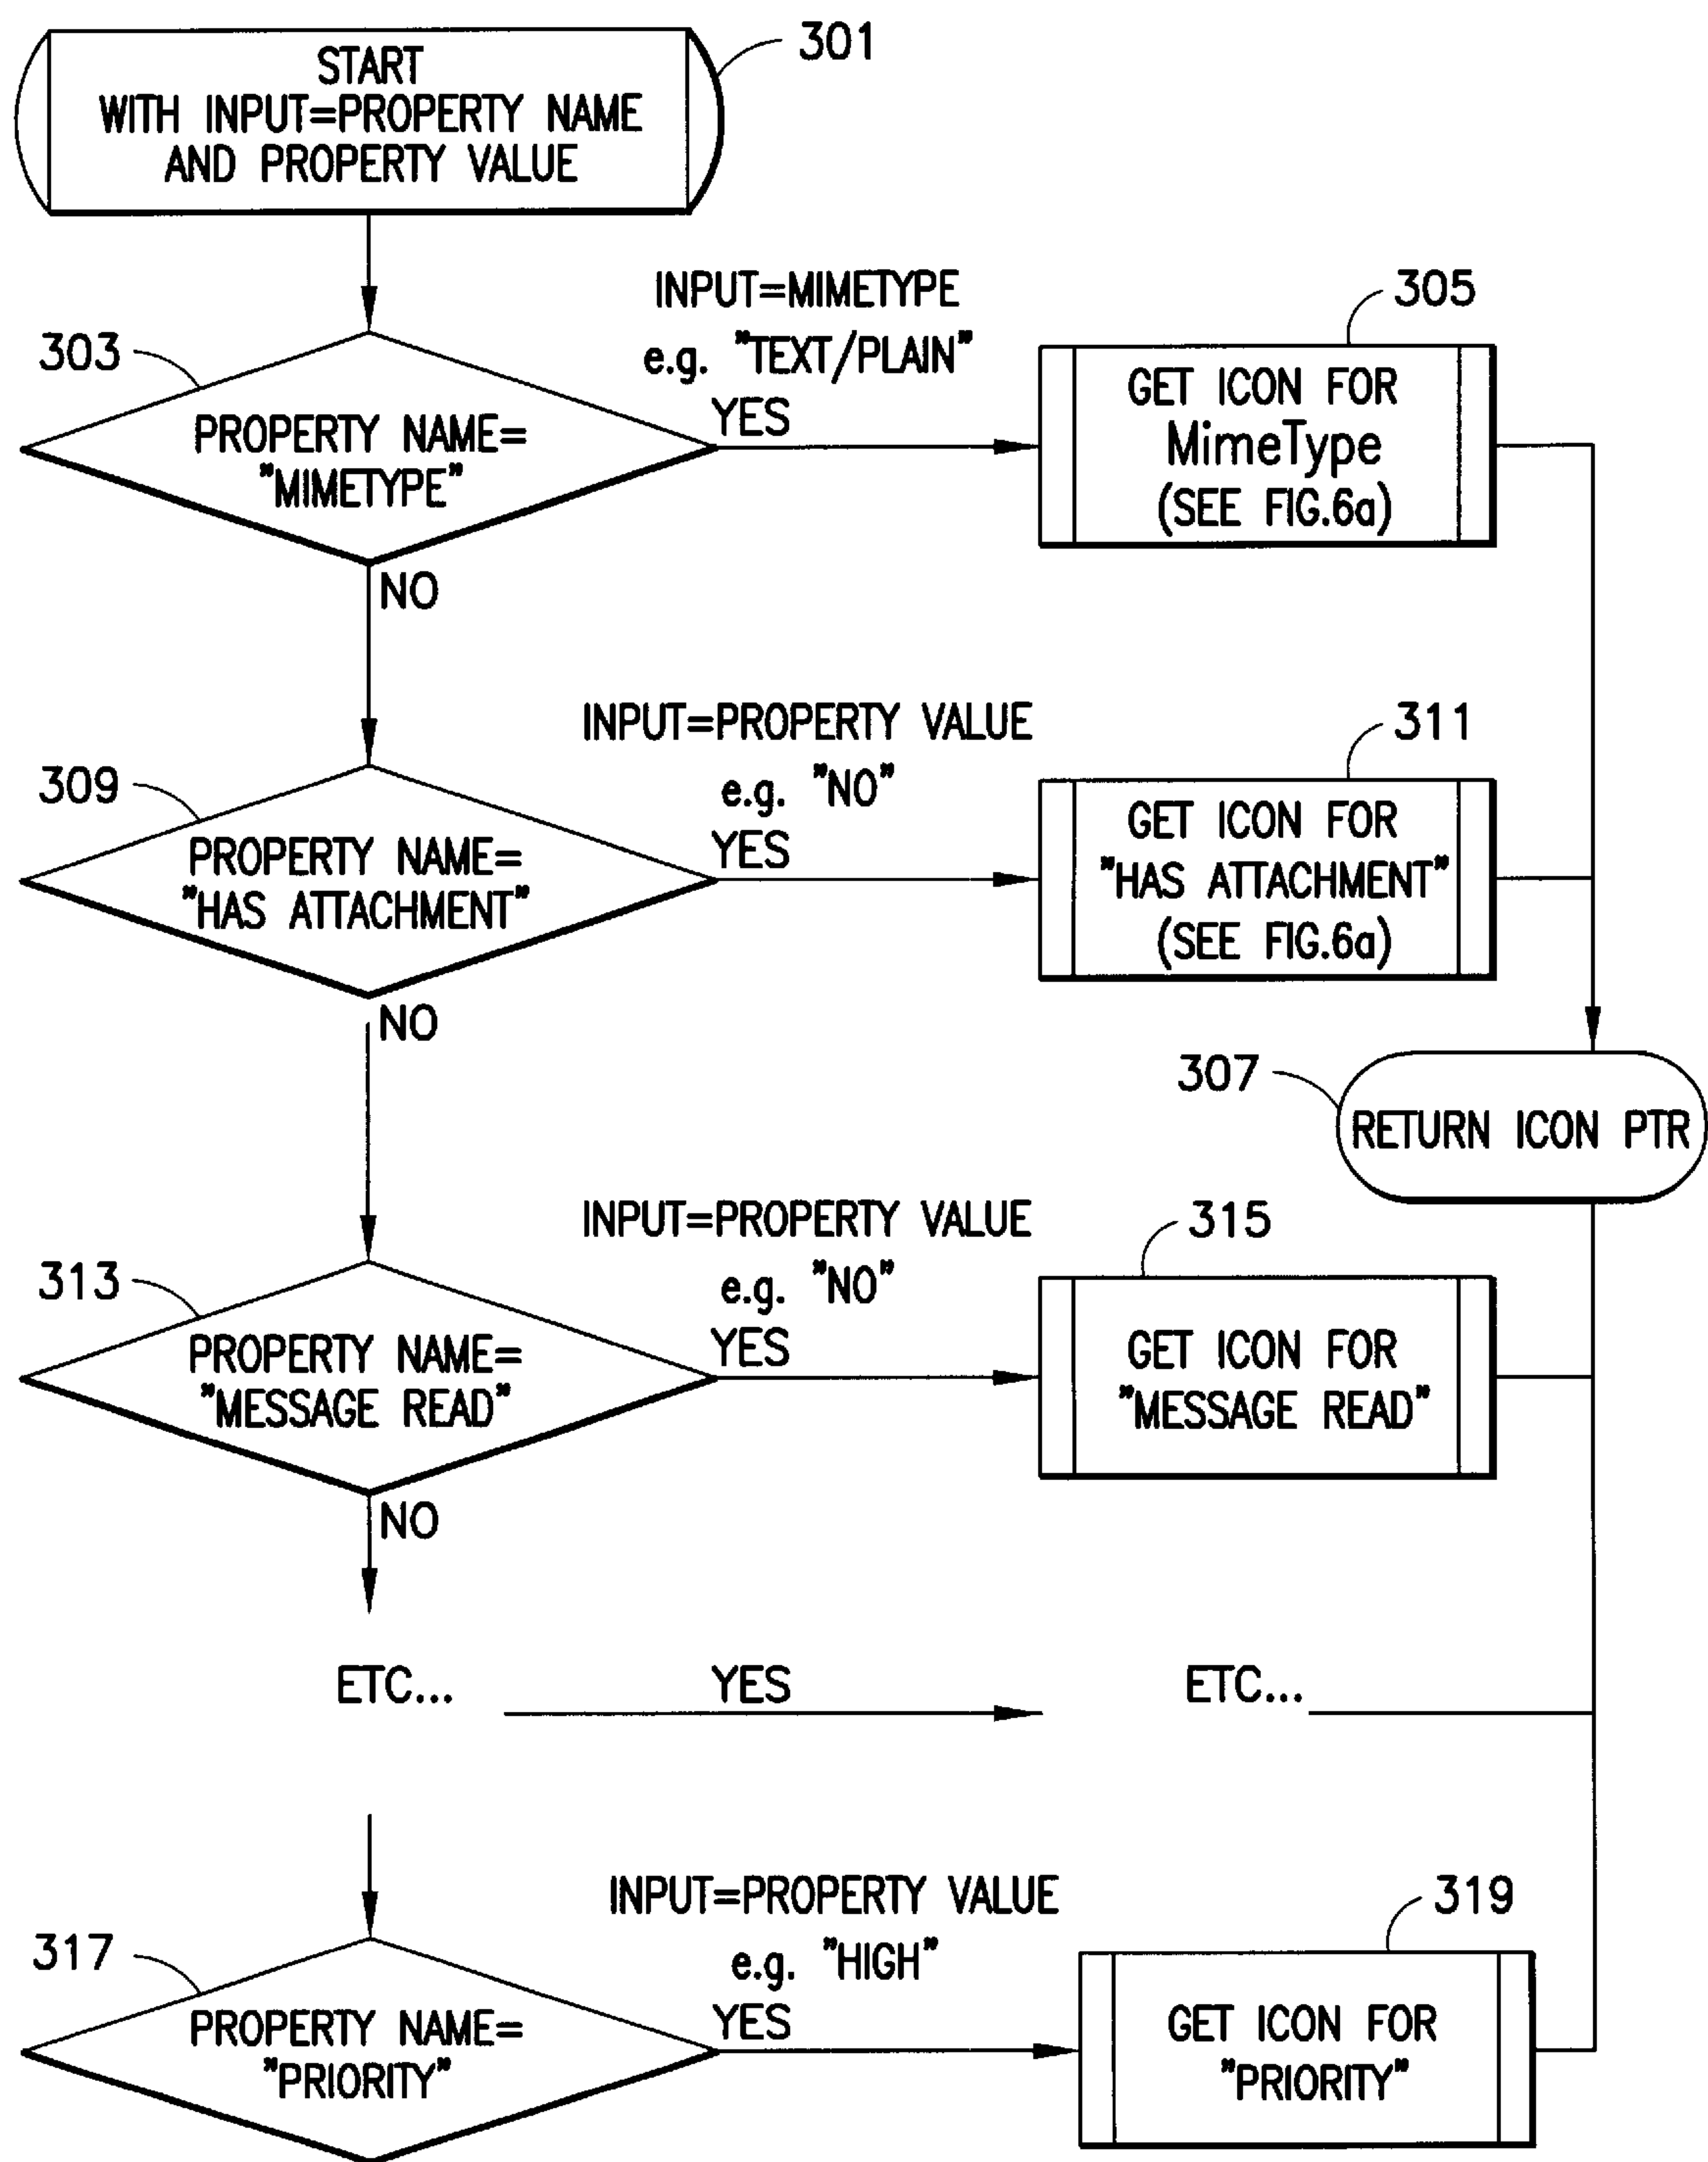 301
START
WITH INPUT=PROPERTY NAME
AND PROPERTY VALUE
INPUT=MIMETYPE
e.g. "TEXT/PLAIN"
YES
303
PROPERTY NAME=
"MIMETYPE"
NO
305
GET ICON FOR
MimeType
(SEE FIG.6a)
INPUT=PROPERTY VALUE
e.g. "NO"
YES
309
PROPERTY NAME=
"HAS ATTACHMENT"
NO
311
GET ICON FOR
"HAS ATTACHMENT"
(SEE FIG.6a)
307
RETURN ICON PTR
INPUT=PROPERTY VALUE
e.g. "NO"
YES
313
PROPERTY NAME=
"MESSAGE READ"
NO
315
GET ICON FOR
"MESSAGE READ"
ETC...
YES
ETC...
INPUT=PROPERTY VALUE
e.g. "HIGH"
YES
317
PROPERTY NAME=
"PRIORITY"
319
GET ICON FOR
"PRIORITY"